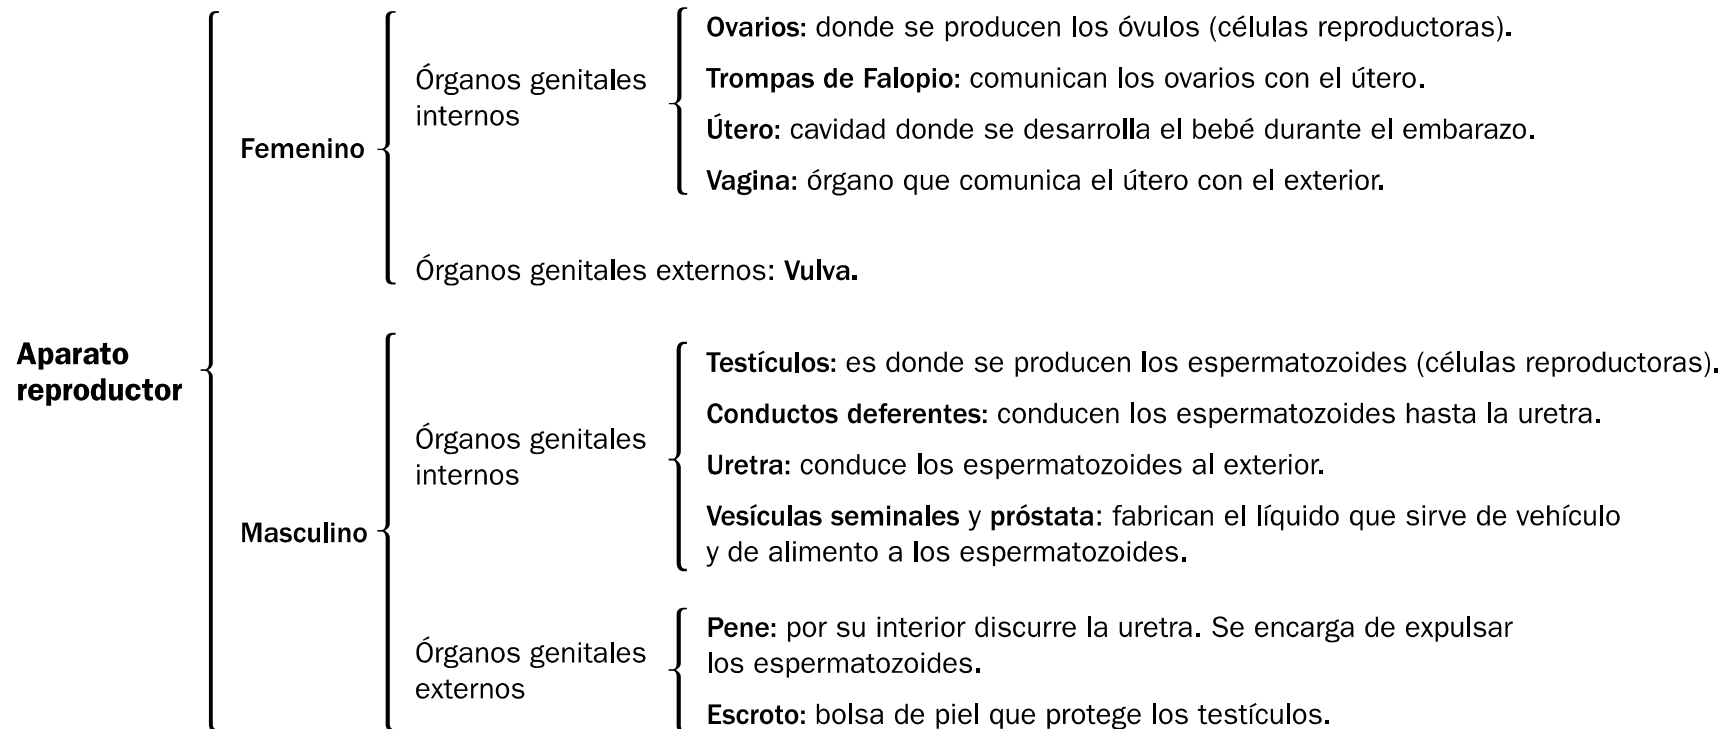 Aparato
reproductor
Femenino
Órganos genitales
internos
Ovarios: donde se producen los óvulos (células reproductoras).
Trompas de Falopio: comunican los ovarios con el útero.
Útero: cavidad donde se desarrolla el bebé durante el embarazo.
Vagina: órgano que comunica el útero con el exterior.
Órganos genitales externos: Vulva.
Masculino
Órganos genitales
internos
Testículos: es donde se producen los espermatozoides (células reproductoras).
Conductos deferentes: conducen los espermatozoides hasta la uretra.
Uretra: conduce los espermatozoides al exterior.
Vesículas seminales y próstata: fabrican el líquido que sirve de vehículo
y de alimento a los espermatozoides.
Órganos genitales
externos
Pene: por su interior discurre la uretra. Se encarga de expulsar
los espermatozoides.
Escroto: bolsa de piel que protege los testículos.